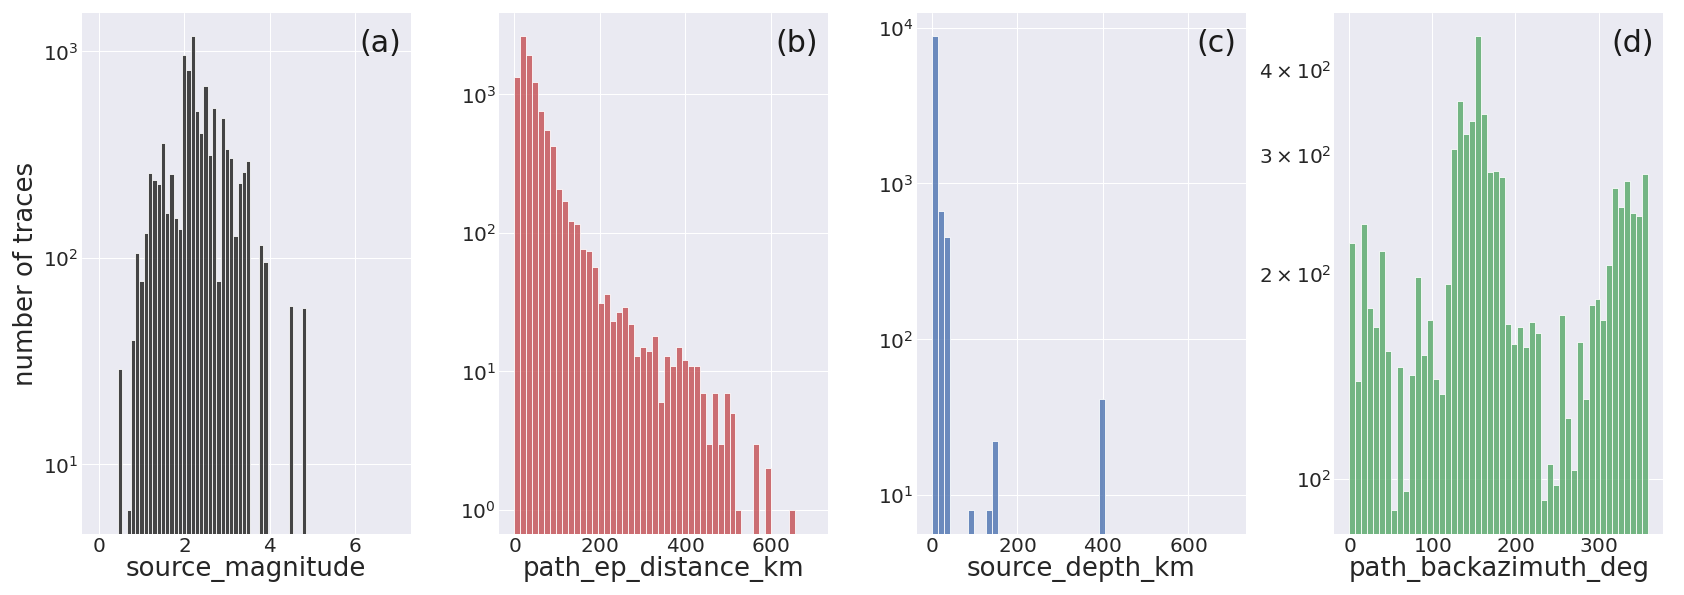 number of traces
10³
10²
10¹
0 2 4 6
source_magnitude
(a)
10³
10²
10¹
10⁰
0 200 400 600
path_ep_distance_km
(b)
10⁴
10³
10²
10¹
0 200 400 600
source_depth_km
(c)
4 × 10²
3 × 10²
2 × 10²
10²
0 100 200 300
path_backazimuth_deg
(d)